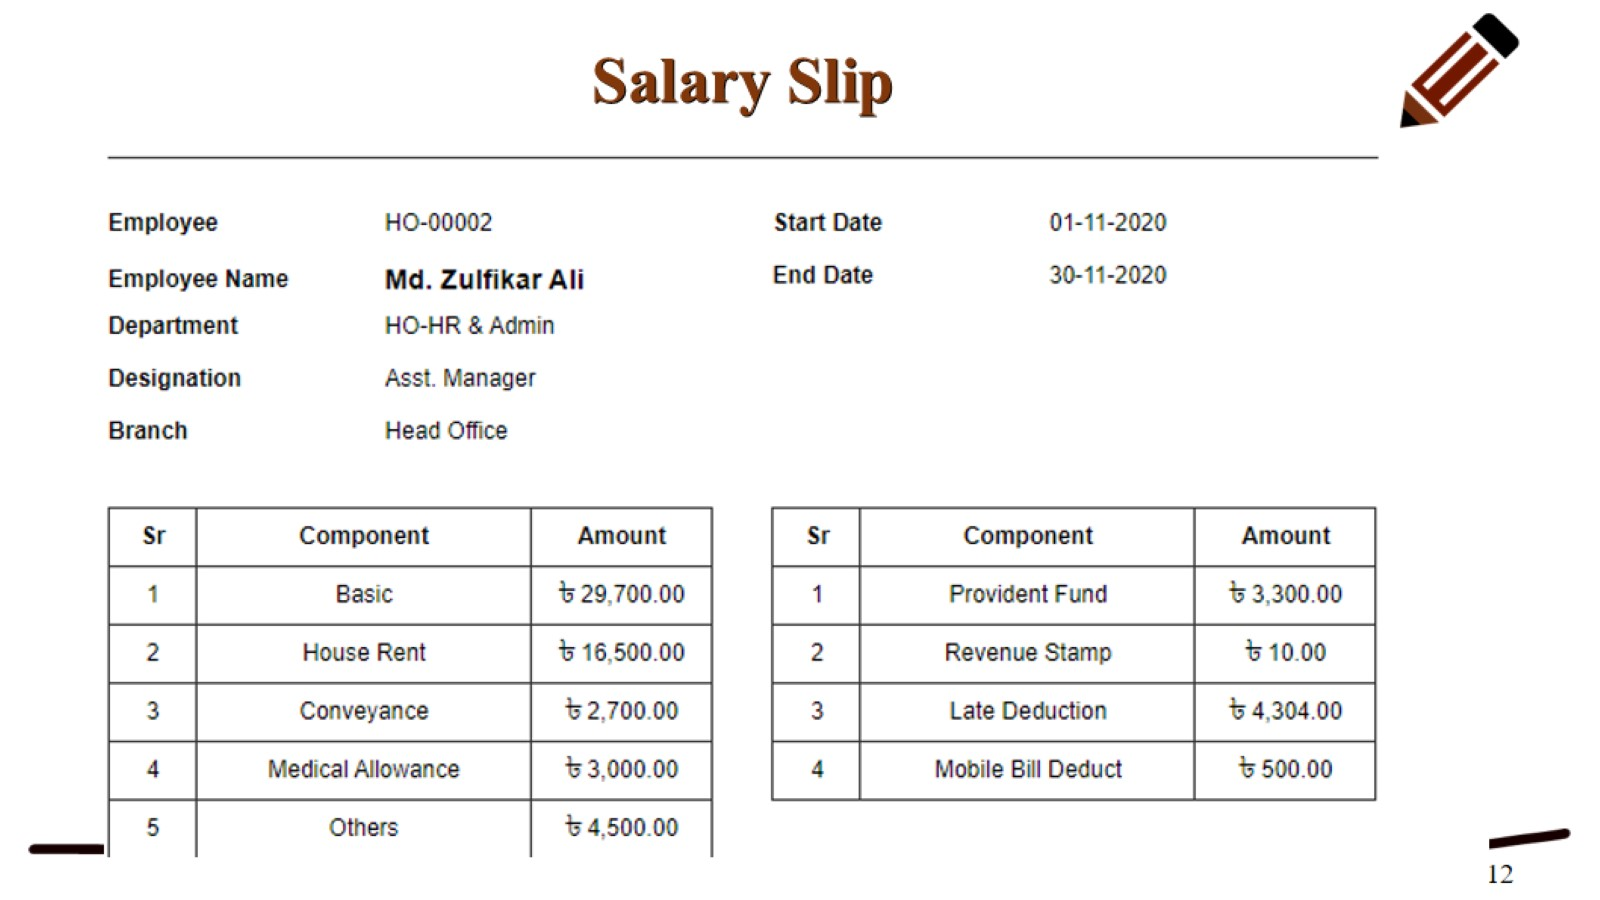 Salary Slip
Employee HO-00002 Start Date 01-11-2020
Employee Name Md. Zulfikar Ali End Date 30-11-2020
Department HO-HR & Admin
Designation Asst. Manager
Branch Head Office
Sr Component Amount Sr Component Amount
1 Basic ৳ 29,700.00 1 Provident Fund ৳ 3,300.00
2 House Rent ৳ 16,500.00 2 Revenue Stamp ৳ 10.00
3 Conveyance ৳ 2,700.00 3 Late Deduction ৳ 4,304.00
4 Medical Allowance ৳ 3,000.00 4 Mobile Bill Deduct ৳ 500.00
5 Others ৳ 4,500.00
12